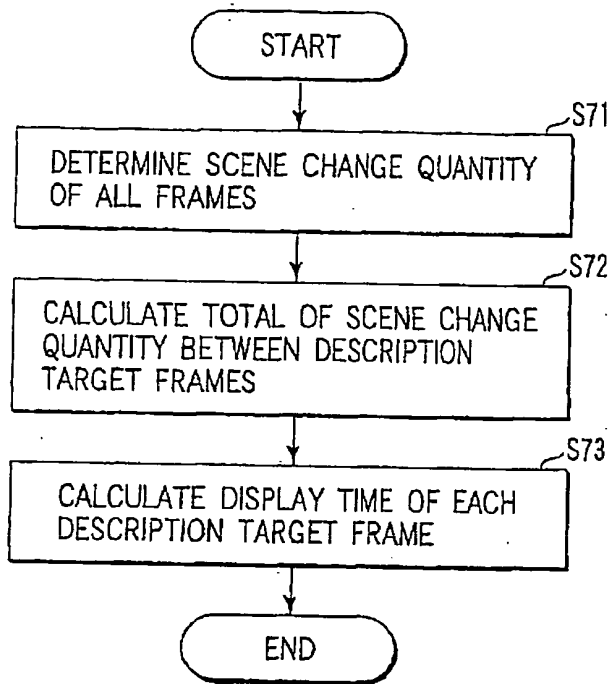 START
S71
DETERMINE SCENE CHANGE QUANTITY
OF ALL FRAMES
S72
CALCULATE TOTAL OF SCENE CHANGE
QUANTITY BETWEEN DESCRIPTION
TARGET FRAMES
S73
CALCULATE DISPLAY TIME OF EACH
DESCRIPTION TARGET FRAME
END